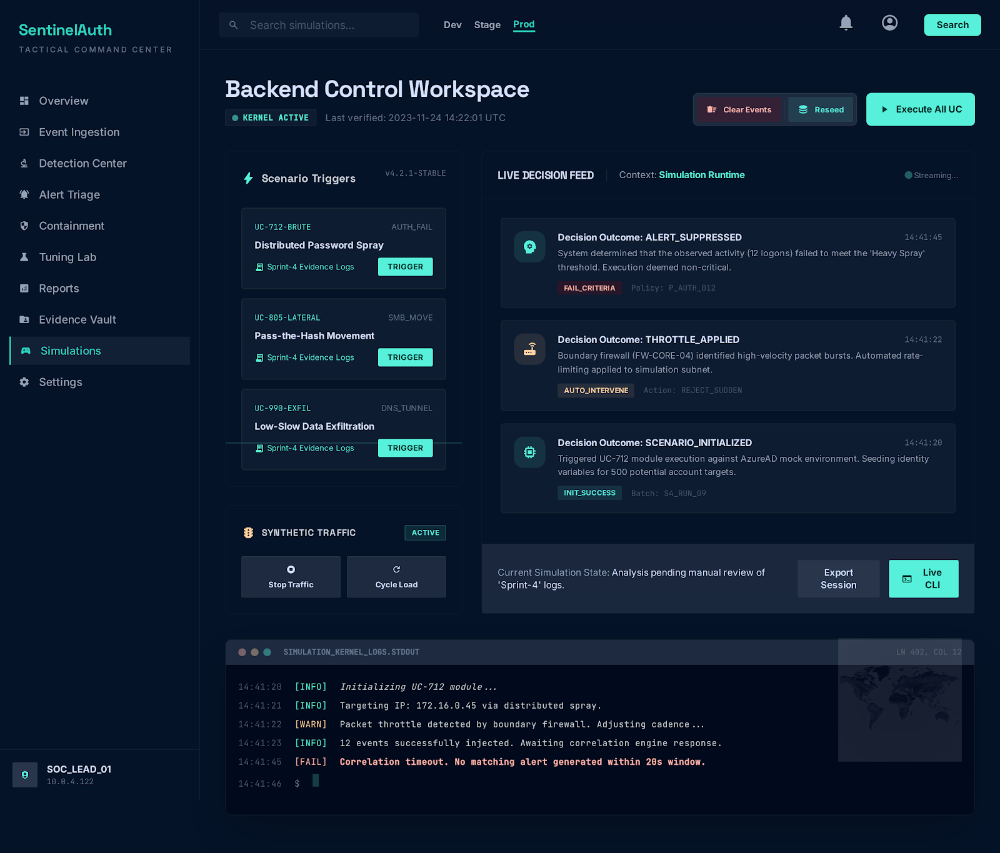 SentinelAuth
TACTICAL COMMAND CENTER
Overview
Event Ingestion
Detection Center
Alert Triage
Containment
Tuning Lab
Reports
Evidence Vault
Simulations
Settings
SOC_LEAD_01
10.0.4.122
Search simulations...
Dev Stage Prod
Search
Backend Control Workspace
KERNEL ACTIVE Last verified: 2023-11-24 14:22:01 UTC
Clear Events Reseed Execute All UC
Scenario Triggers v4.2.1-STABLE
UC-712-BRUTE AUTH_FAIL
Distributed Password Spray
Sprint-4 Evidence Logs TRIGGER
UC-805-LATERAL SMB_MOVE
Pass-the-Hash Movement
Sprint-4 Evidence Logs TRIGGER
UC-990-EXFIL DNS_TUNNEL
Low-Slow Data Exfiltration
Sprint-4 Evidence Logs TRIGGER
SYNTHETIC TRAFFIC ACTIVE
Stop Traffic Cycle Load
LIVE DECISION FEED Context: Simulation Runtime Streaming...
Decision Outcome: ALERT_SUPPRESSED 14:41:45
System determined that the observed activity (12 logons) failed to meet the 'Heavy Spray'
threshold. Execution deemed non-critical.
FAIL_CRITERIA Policy: P_AUTH_012
Decision Outcome: THROTTLE_APPLIED 14:41:22
Boundary firewall (FW-CORE-04) identified high-velocity packet bursts. Automated rate-
limiting applied to simulation subnet.
AUTO_INTERVENE Action: REJECT_SUDDEN
Decision Outcome: SCENARIO_INITIALIZED 14:41:20
Triggered UC-712 module execution against AzureAD mock environment. Seeding identity
variables for 500 potential account targets.
INIT_SUCCESS Batch: S4_RUN_09
Current Simulation State: Analysis pending manual review of
'Sprint-4' logs.
Export
Session
Live
CLI
SIMULATION_KERNEL_LOGS.STDOUT LN 402, COL 12
14:41:20 [INFO] Initializing UC-712 module...
14:41:21 [INFO] Targeting IP: 172.16.0.45 via distributed spray.
14:41:22 [WARN] Packet throttle detected by boundary firewall. Adjusting cadence...
14:41:23 [INFO] 12 events successfully injected. Awaiting correlation engine response.
14:41:45 [FAIL] Correlation timeout. No matching alert generated within 20s window.
14:41:46 $